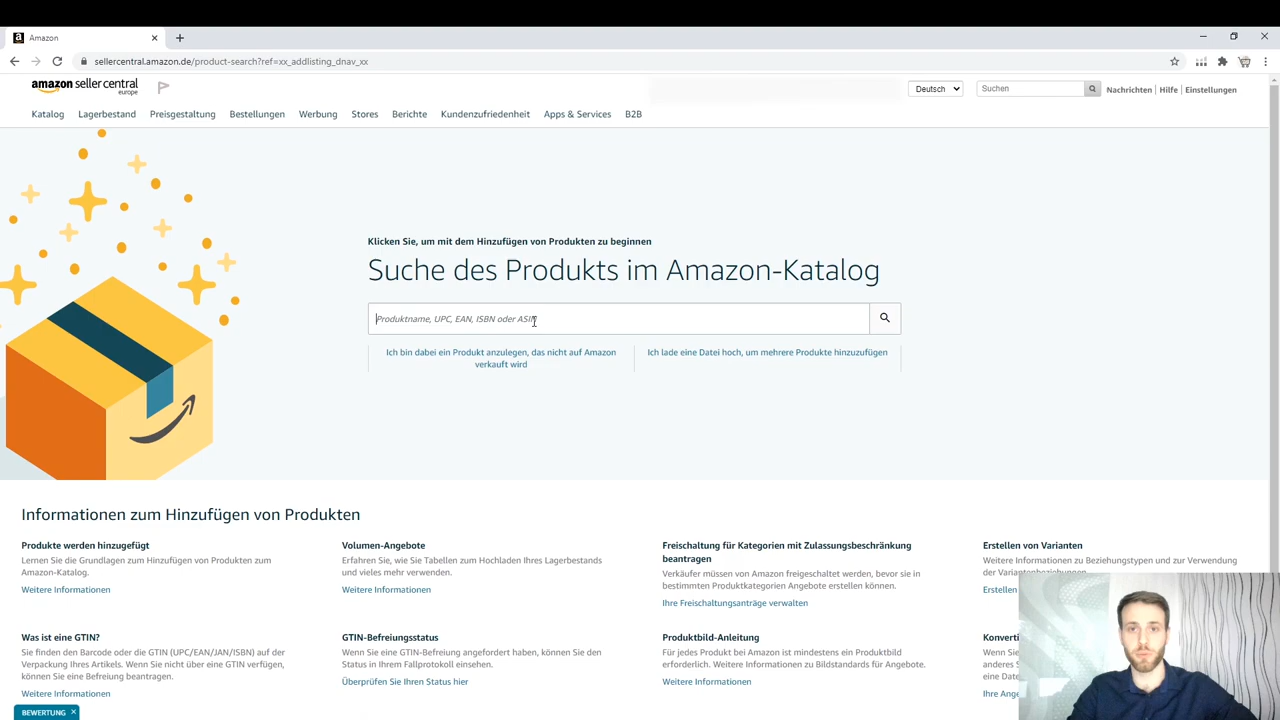 Amazon
sellercentral.amazon.de/product-search?ref=xx_addlisting_dnav_xx
amazon seller central
europe
Deutsch
Suchen
Nachrichten | Hilfe | Einstellungen
Katalog Lagerbestand Preisgestaltung Bestellungen Werbung Stores Berichte Kundenzufriedenheit Apps & Services B2B
Klicken Sie, um mit dem Hinzufügen von Produkten zu beginnen
Suche des Produkts im Amazon-Katalog
Produktname, UPC, EAN, ISBN oder ASIN
Ich bin dabei ein Produkt anzulegen, das nicht auf Amazon
verkauft wird
Ich lade eine Datei hoch, um mehrere Produkte hinzuzufügen
Informationen zum Hinzufügen von Produkten
Produkte werden hinzugefügt
Lernen Sie die Grundlagen zum Hinzufügen von Produkten zum
Amazon-Katalog.
Weitere Informationen
Volumen-Angebote
Erfahren Sie, wie Sie Tabellen zum Hochladen Ihres Lagerbestands
und vieles mehr verwenden.
Weitere Informationen
Freischaltung für Kategorien mit Zulassungsbeschränkung
beantragen
Verkäufer müssen von Amazon freigeschaltet werden, bevor sie in
bestimmten Produktkategorien Angebote erstellen können.
Ihre Freischaltungsanträge verwalten
Erstellen von Varianten
Weitere Informationen zu Beziehungstypen und zur Verwendung
der Variantenbeziehungen.
Erstellen
Was ist eine GTIN?
Sie finden den Barcode oder die GTIN (UPC/EAN/JAN/ISBN) auf der
Verpackung Ihres Artikels. Wenn Sie nicht über eine GTIN verfügen,
können Sie eine Befreiung beantragen.
Weitere Informationen
GTIN-Befreiungsstatus
Wenn Sie eine GTIN-Befreiung angefordert haben, können Sie den
Status in Ihrem Fallprotokoll einsehen.
Überprüfen Sie Ihren Status hier
Produktbild-Anleitung
Für jedes Produkt bei Amazon ist mindestens ein Produktbild
erforderlich. Weitere Informationen zu Bildstandards für Angebote.
Weitere Informationen
Konverti
Wenn Sie
anderes S
eine Date
Ihre Ange
BEWERTUNG